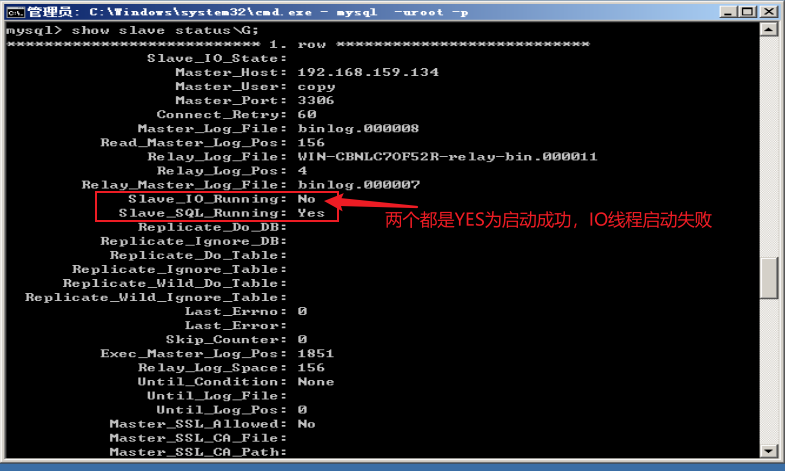 管理员: C:\Windows\system32\cmd.exe - mysql -uroot -p
mysql> show slave status\G;
*************************** 1. row ***************************
Slave_IO_State:
Master_Host: 192.168.159.134
Master_User: copy
Master_Port: 3306
Connect_Retry: 60
Master_Log_File: binlog.000008
Read_Master_Log_Pos: 156
Relay_Log_File: WIN-CBNLC7OF52R-relay-bin.000011
Relay_Log_Pos: 4
Relay_Master_Log_File: binlog.000007
Slave_IO_Running: No
Slave_SQL_Running: Yes
两个都是YES为启动成功，IO线程启动失败
Replicate_Do_DB:
Replicate_Ignore_DB:
Replicate_Do_Table:
Replicate_Ignore_Table:
Replicate_Wild_Do_Table:
Replicate_Wild_Ignore_Table:
Last_Errno: 0
Last_Error:
Skip_Counter: 0
Exec_Master_Log_Pos: 1851
Relay_Log_Space: 156
Until_Condition: None
Until_Log_File:
Until_Log_Pos: 0
Master_SSL_Allowed: No
Master_SSL_CA_File:
Master_SSL_CA_Path: